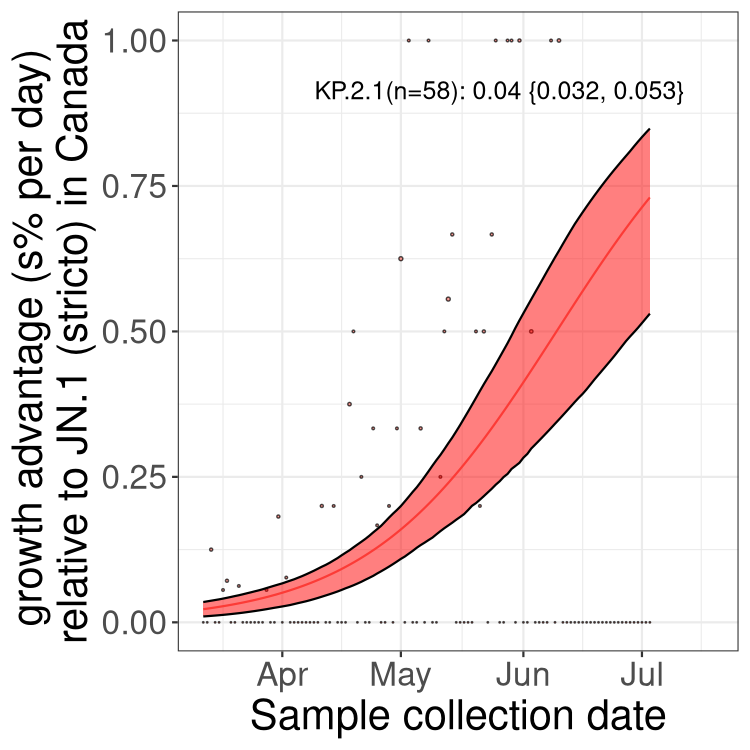 growth advantage (s% per day)
relative to JN.1 (stricto) in Canada
1.00
0.75
0.50
0.25
0.00
KP.2.1(n=58): 0.04 {0.032, 0.053}
Apr May Jun Jul
Sample collection date